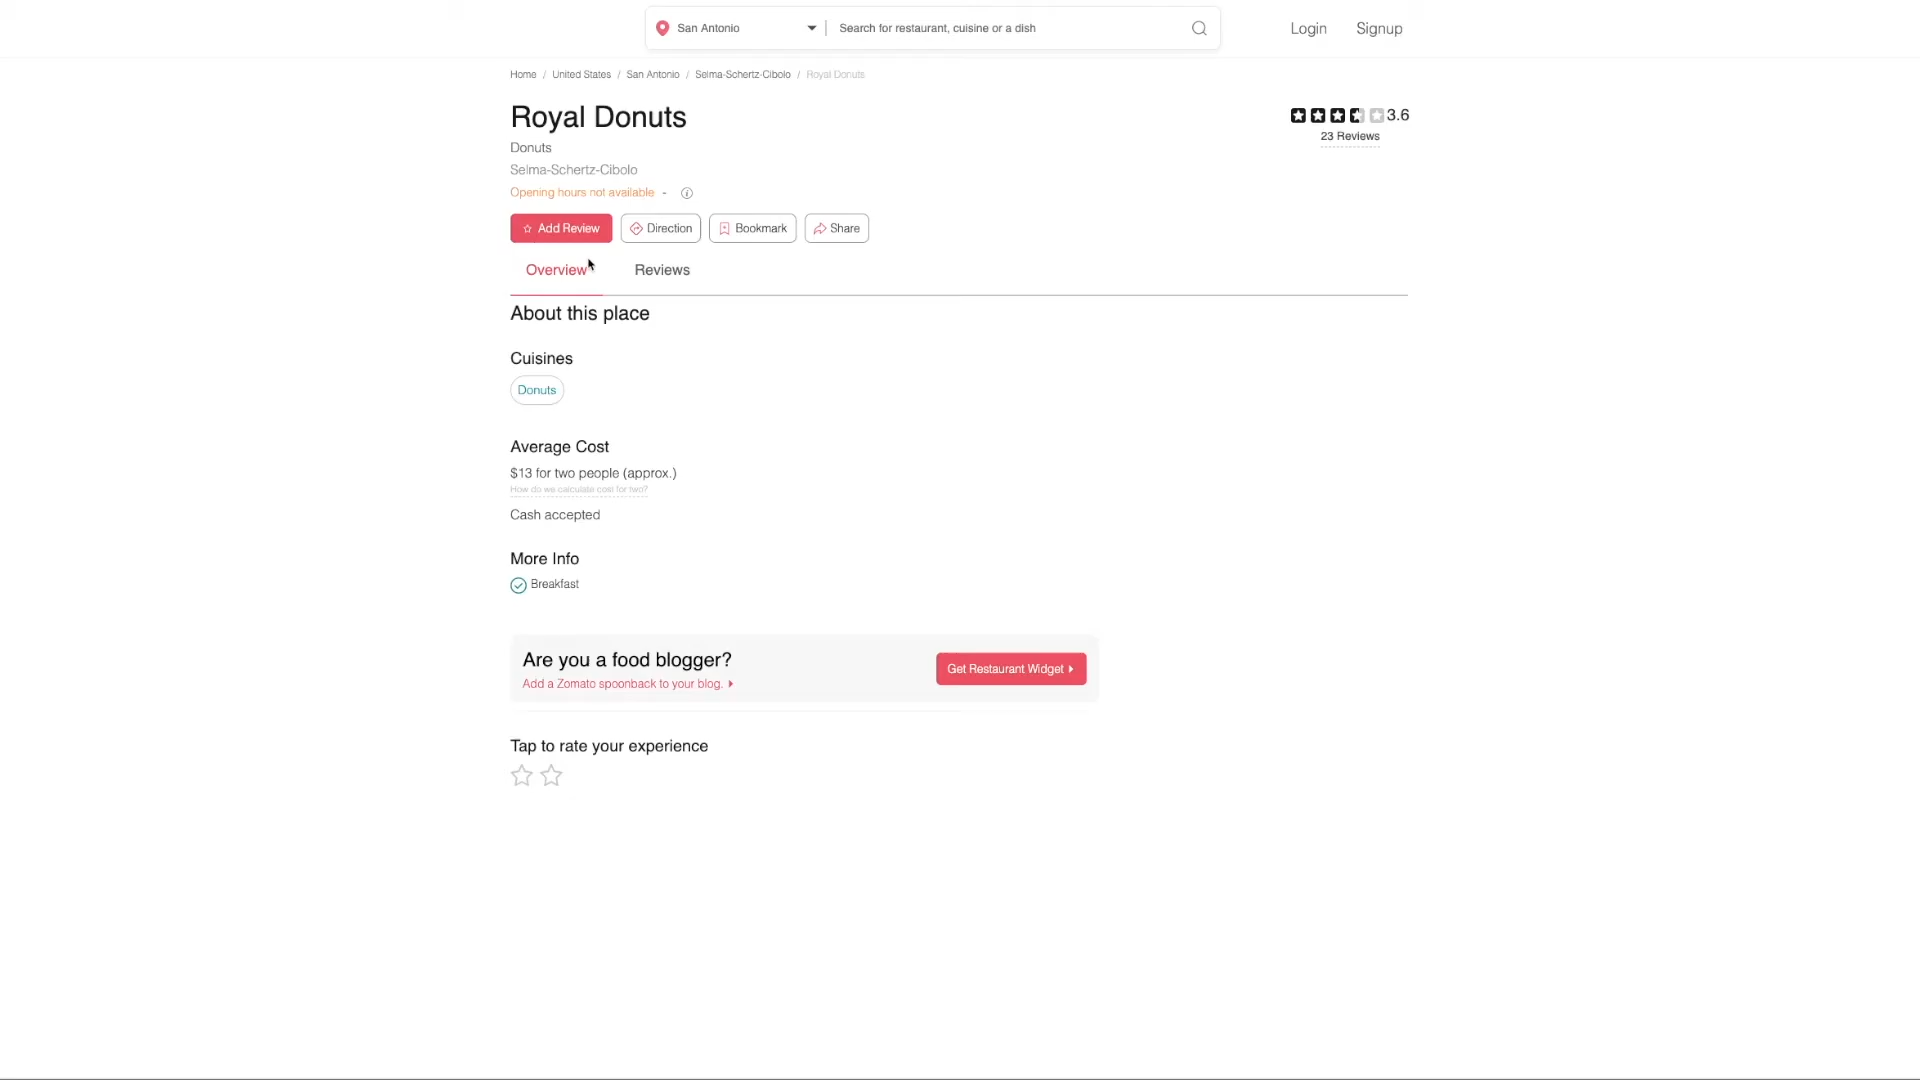 San Antonio
Search for restaurant, cuisine or a dish
Login
Signup
Home / United States / San Antonio / Selma-Schertz-Cibolo / Royal Donuts
Royal Donuts
3.6
23 Reviews
Donuts
Selma-Schertz-Cibolo
Opening hours not available -
Add Review
Direction
Bookmark
Share
Overview
Reviews
About this place
Cuisines
Donuts
Average Cost
$13 for two people (approx.)
How do we calculate cost for two?
Cash accepted
More Info
Breakfast
Are you a food blogger?
Add a Zomato spoonback to your blog.
Get Restaurant Widget
Tap to rate your experience